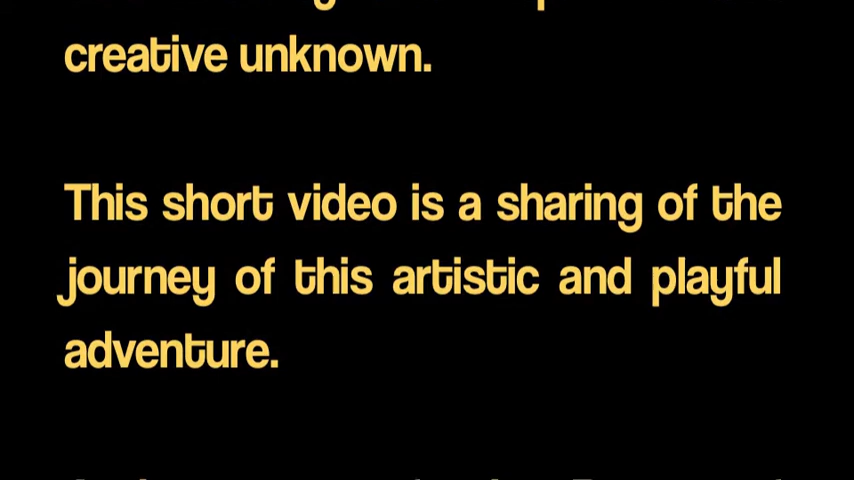 creative unknown.
This short video is a sharing of the
journey of this artistic and playful
adventure.